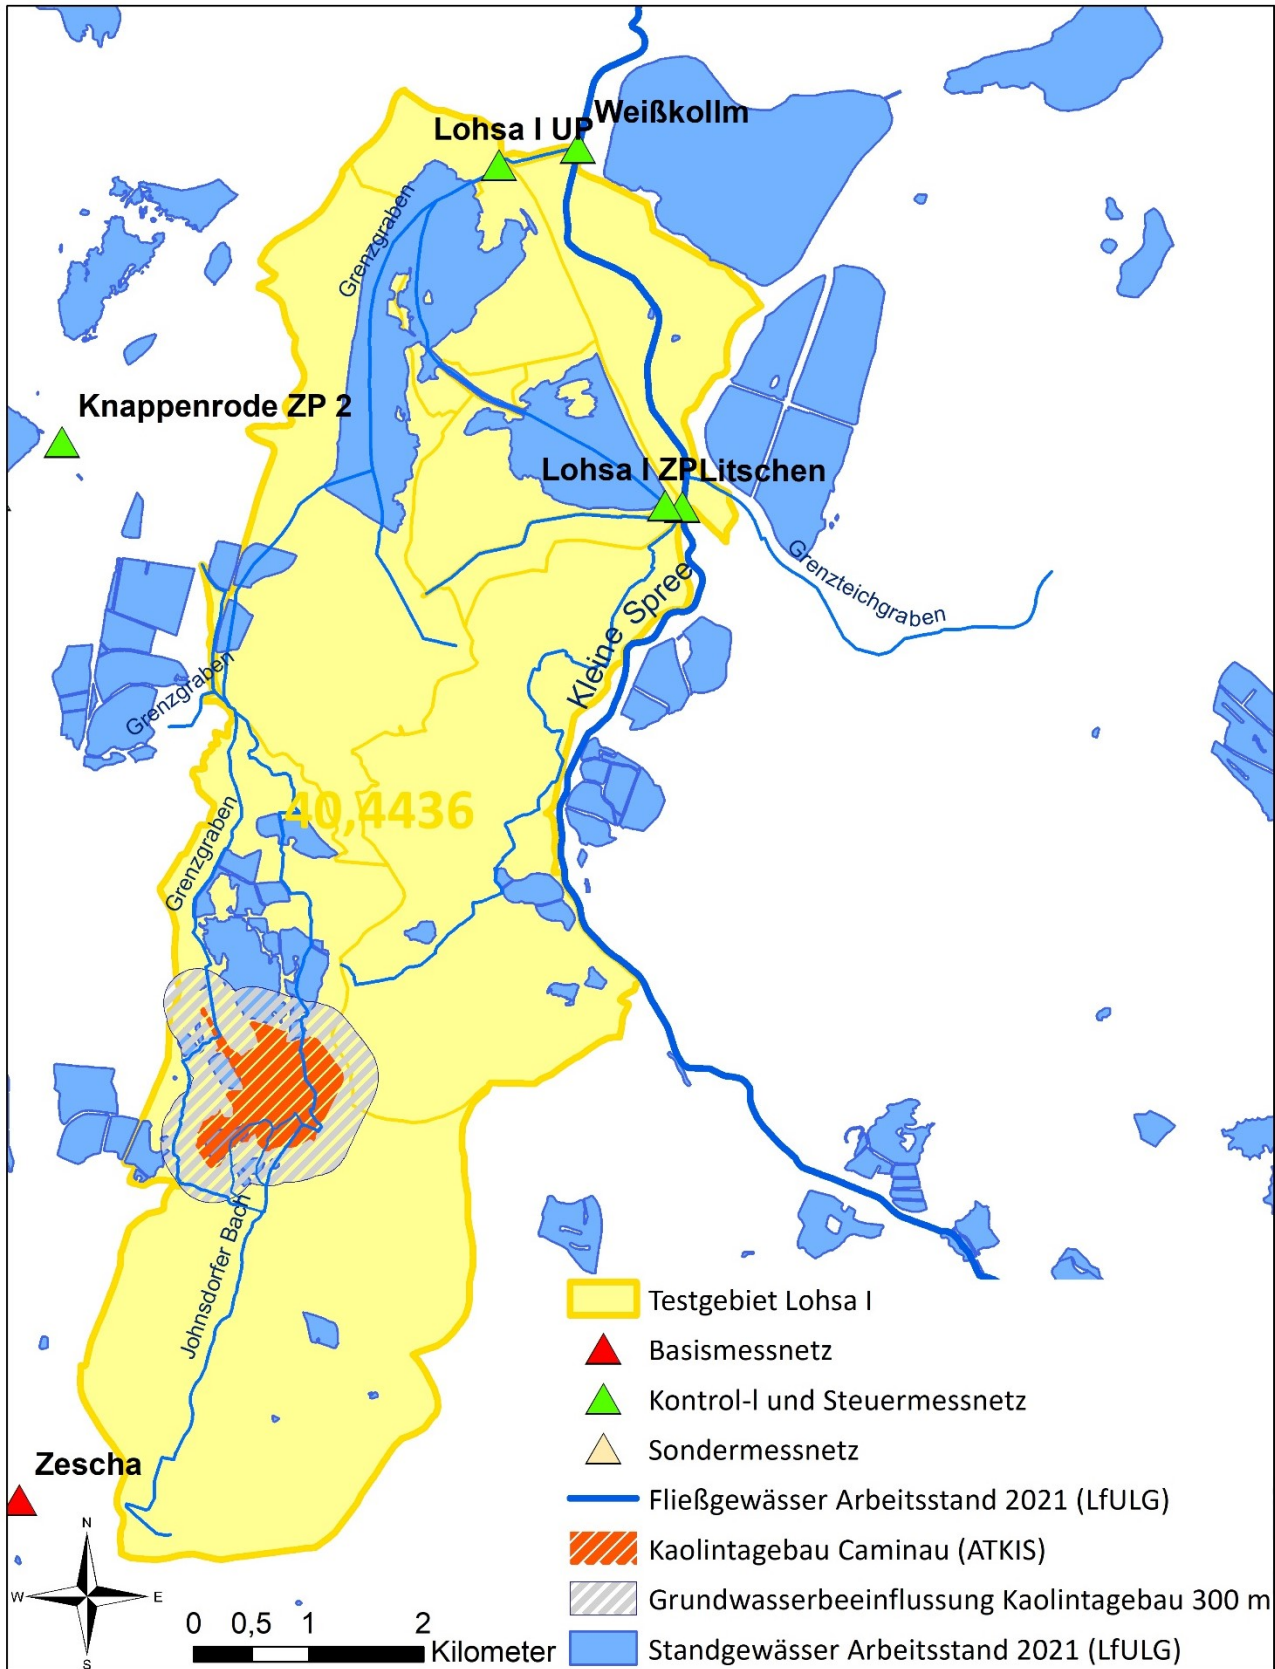 Weißkollm
Lohsa I UP
Grenzgraben
Knappenrode ZP 2
Lohsa I ZP
Litschen
Grenzteichgraben
Kleine Spree
Grenzgraben
40,4436
Grenzgraben
Johnsdorfer Bach
Zescha
N
W
E
S
0 0,5 1 2
Kilometer
Testgebiet Lohsa I
Basismessnetz
Kontrol-l und Steuermessnetz
Sondermessnetz
Fließgewässer Arbeitsstand 2021 (LfULG)
Kaolintagebau Caminau (ATKIS)
Grundwasserbeeinflussung Kaolintagebau 300 m
Standgewässer Arbeitsstand 2021 (LfULG)